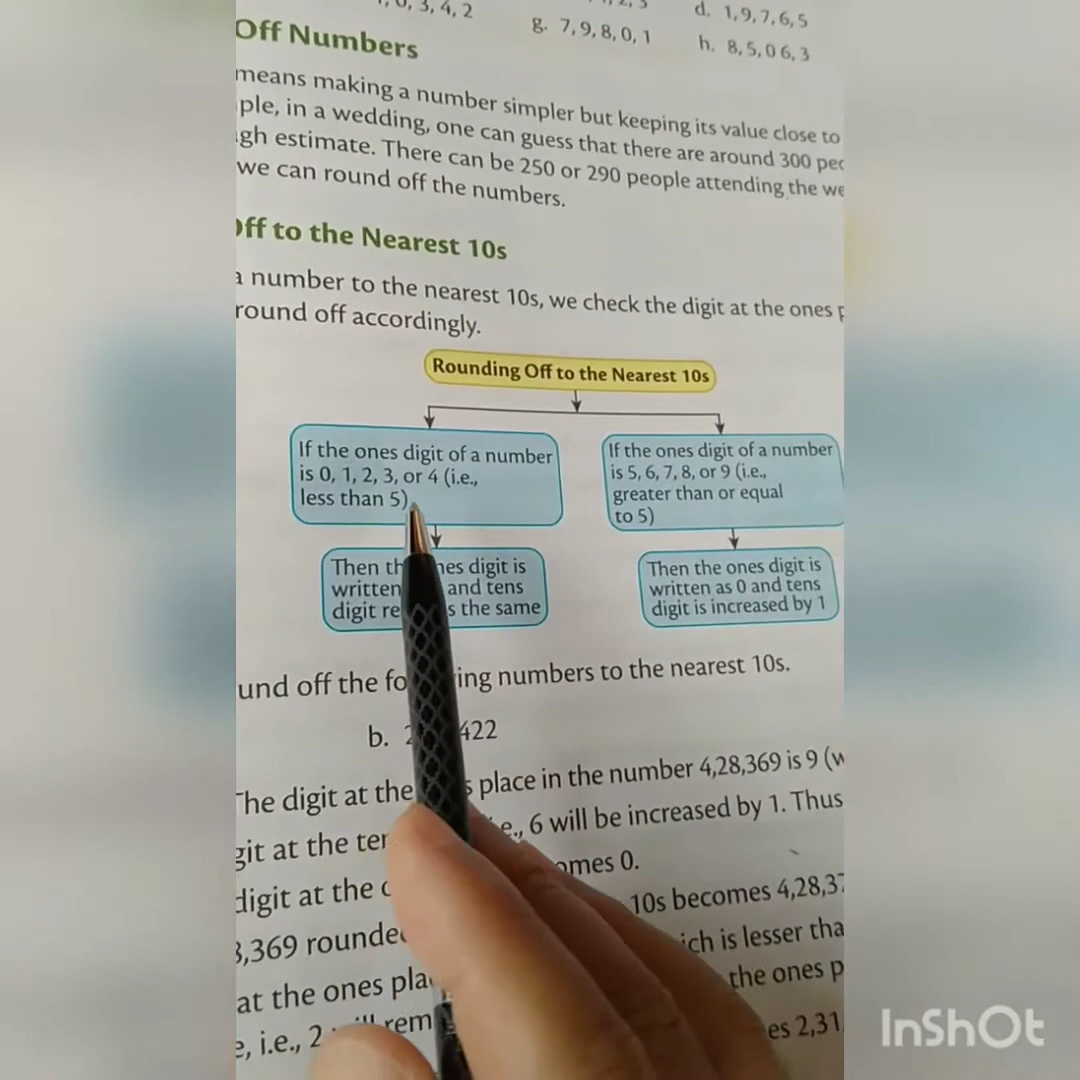 , 3, 4, 2
g. 7, 9, 8, 0, 1
d. 1, 9, 7, 6, 5
h. 8, 5, 0 6, 3
Off Numbers
means making a number simpler but keeping its value close to
ple, in a wedding, one can guess that there are around 300 peo
gh estimate. There can be 250 or 290 people attending the we
we can round off the numbers.
Off to the Nearest 10s
a number to the nearest 10s, we check the digit at the ones p
round off accordingly.
Rounding Off to the Nearest 10s
If the ones digit of a number
is 0, 1, 2, 3, or 4 (i.e.,
less than 5)
If the ones digit of a number
is 5, 6, 7, 8, or 9 (i.e.,
greater than or equal
to 5)
Then th nes digit is
written and tens
digit re s the same
Then the ones digit is
written as 0 and tens
digit is increased by 1
und off the fo ing numbers to the nearest 10s.
b. 2 422
The digit at the s place in the number 4,28,369 is 9 (w
git at the ten .e., 6 will be increased by 1. Thus
digit at the o omes 0.
3,369 rounde 10s becomes 4,28,37
at the ones pla ich is lesser tha
e, i.e., 2 will rem the ones p
es 2,31
InShOt